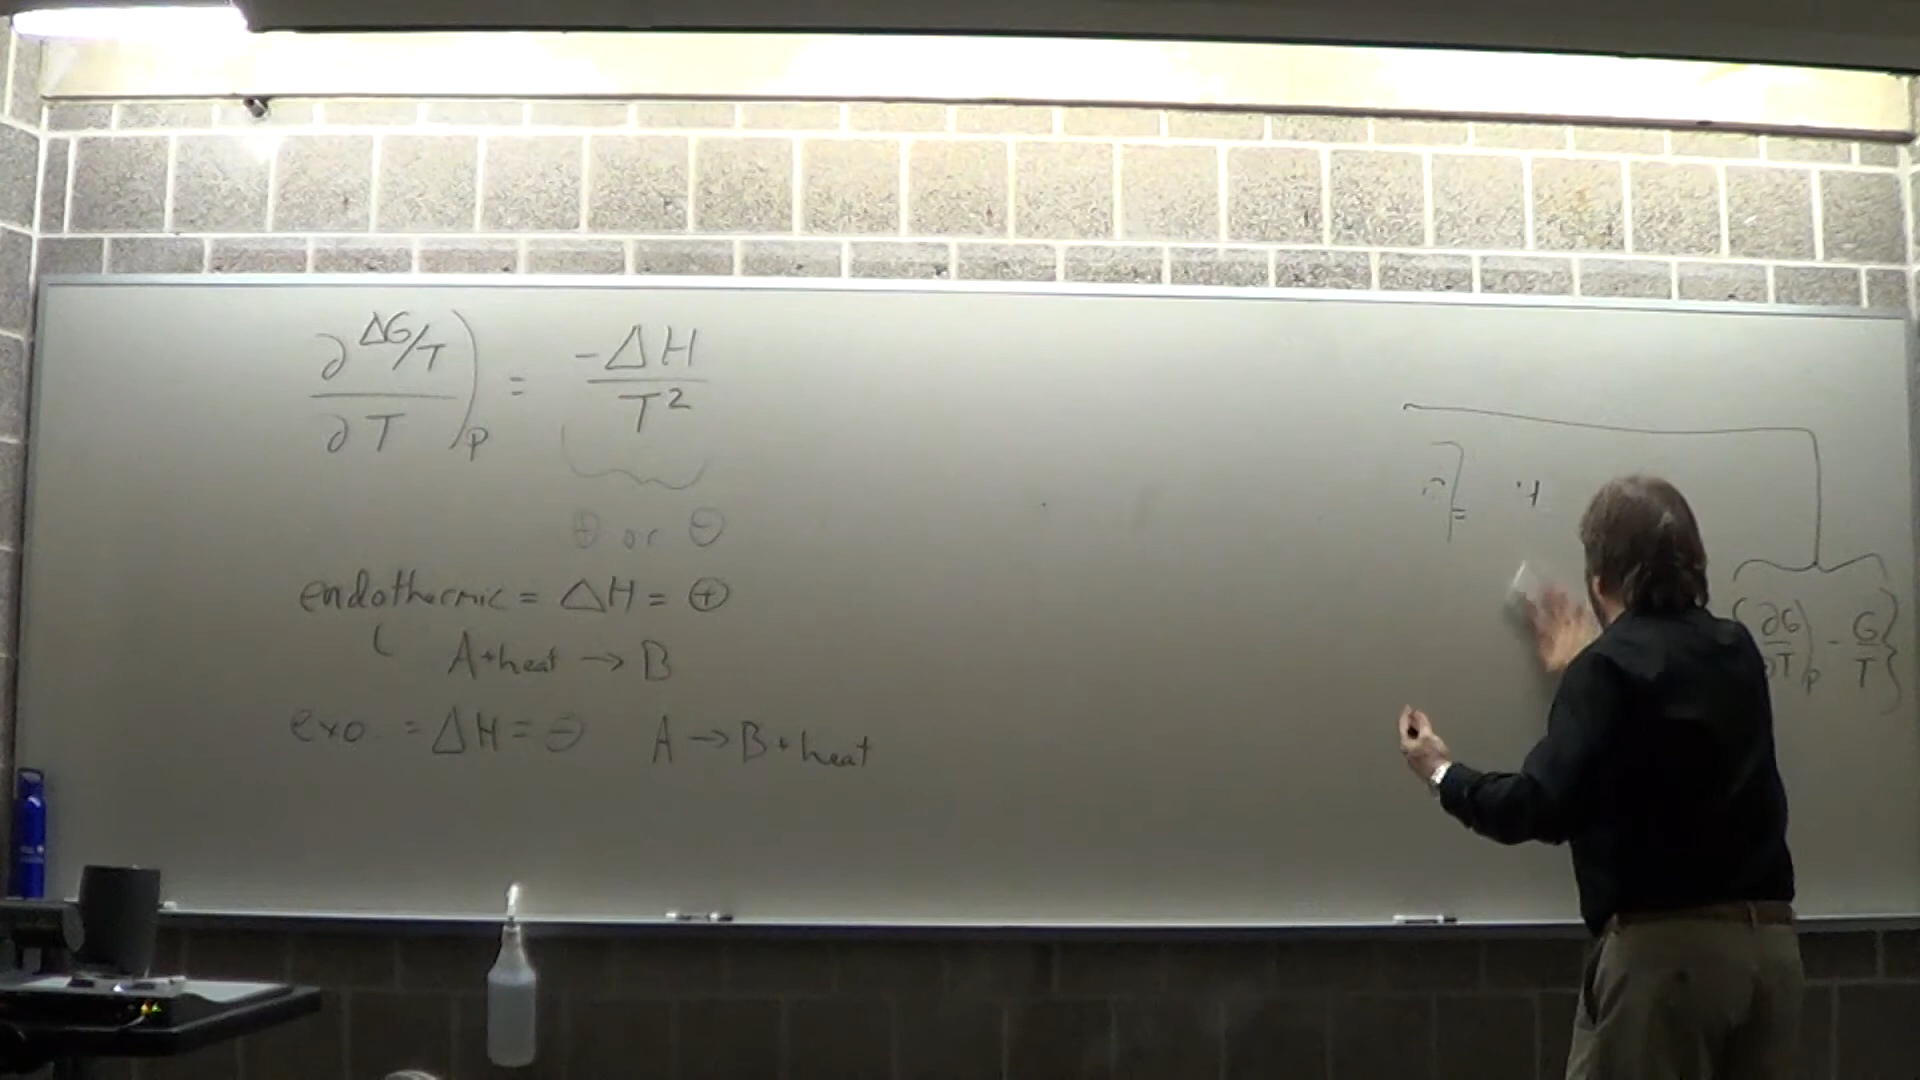 ∂ ΔG/T / ∂T )p = -ΔH / T²
⊕ or ⊖
endothermic = ΔH = ⊕
A+heat → B
exo. = ΔH = ⊖ A → B+heat
∂G/∂T )p - G/T }